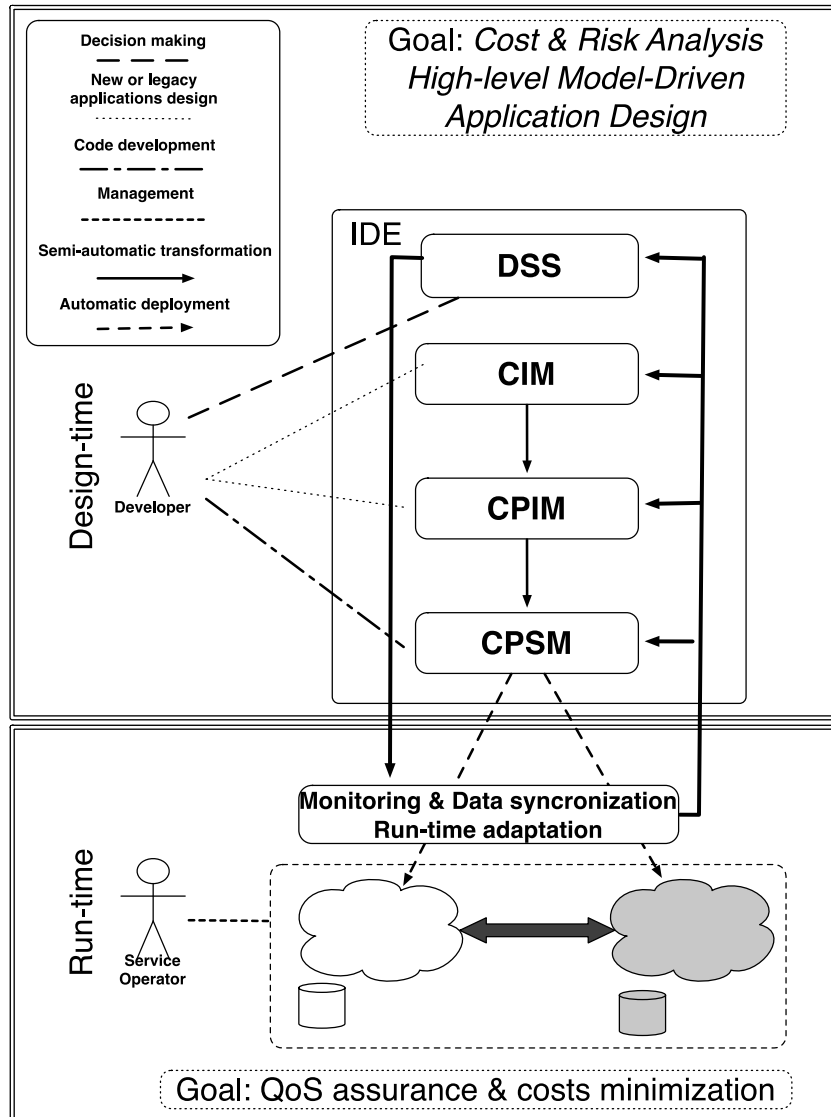 Decision making
New or legacy
applications design
Code development
Management
Semi-automatic transformation
Automatic deployment
Goal: Cost & Risk Analysis
High-level Model-Driven
Application Design
IDE
DSS
CIM
CPIM
CPSM
Design-time
Developer
Monitoring & Data syncronization
Run-time adaptation
Run-time
Service
Operator
Goal: QoS assurance & costs minimization